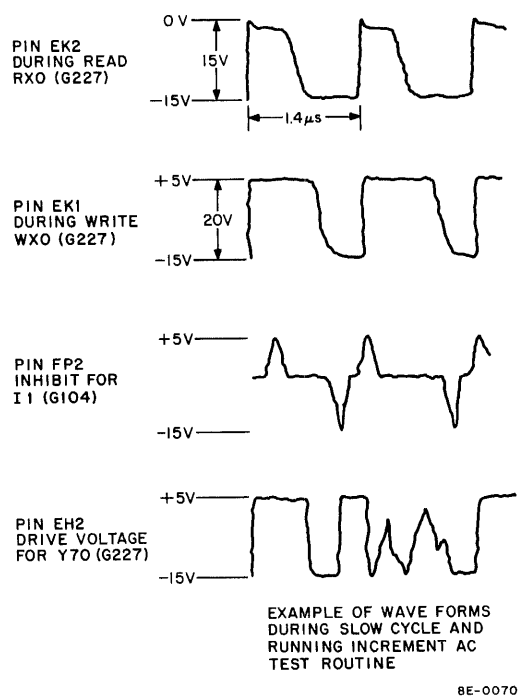 PIN EK2
DURING READ
RXO (G227)
0 V
15V
-15V
1.4µs
PIN EK1
DURING WRITE
WXO (G227)
+5V
20V
-15V
PIN FP2
INHIBIT FOR
I1 (G104)
+5V
-15V
PIN EH2
DRIVE VOLTAGE
FOR Y70 (G227)
+5V
-15V
EXAMPLE OF WAVE FORMS
DURING SLOW CYCLE AND
RUNNING INCREMENT AC
TEST ROUTINE
8E-0070